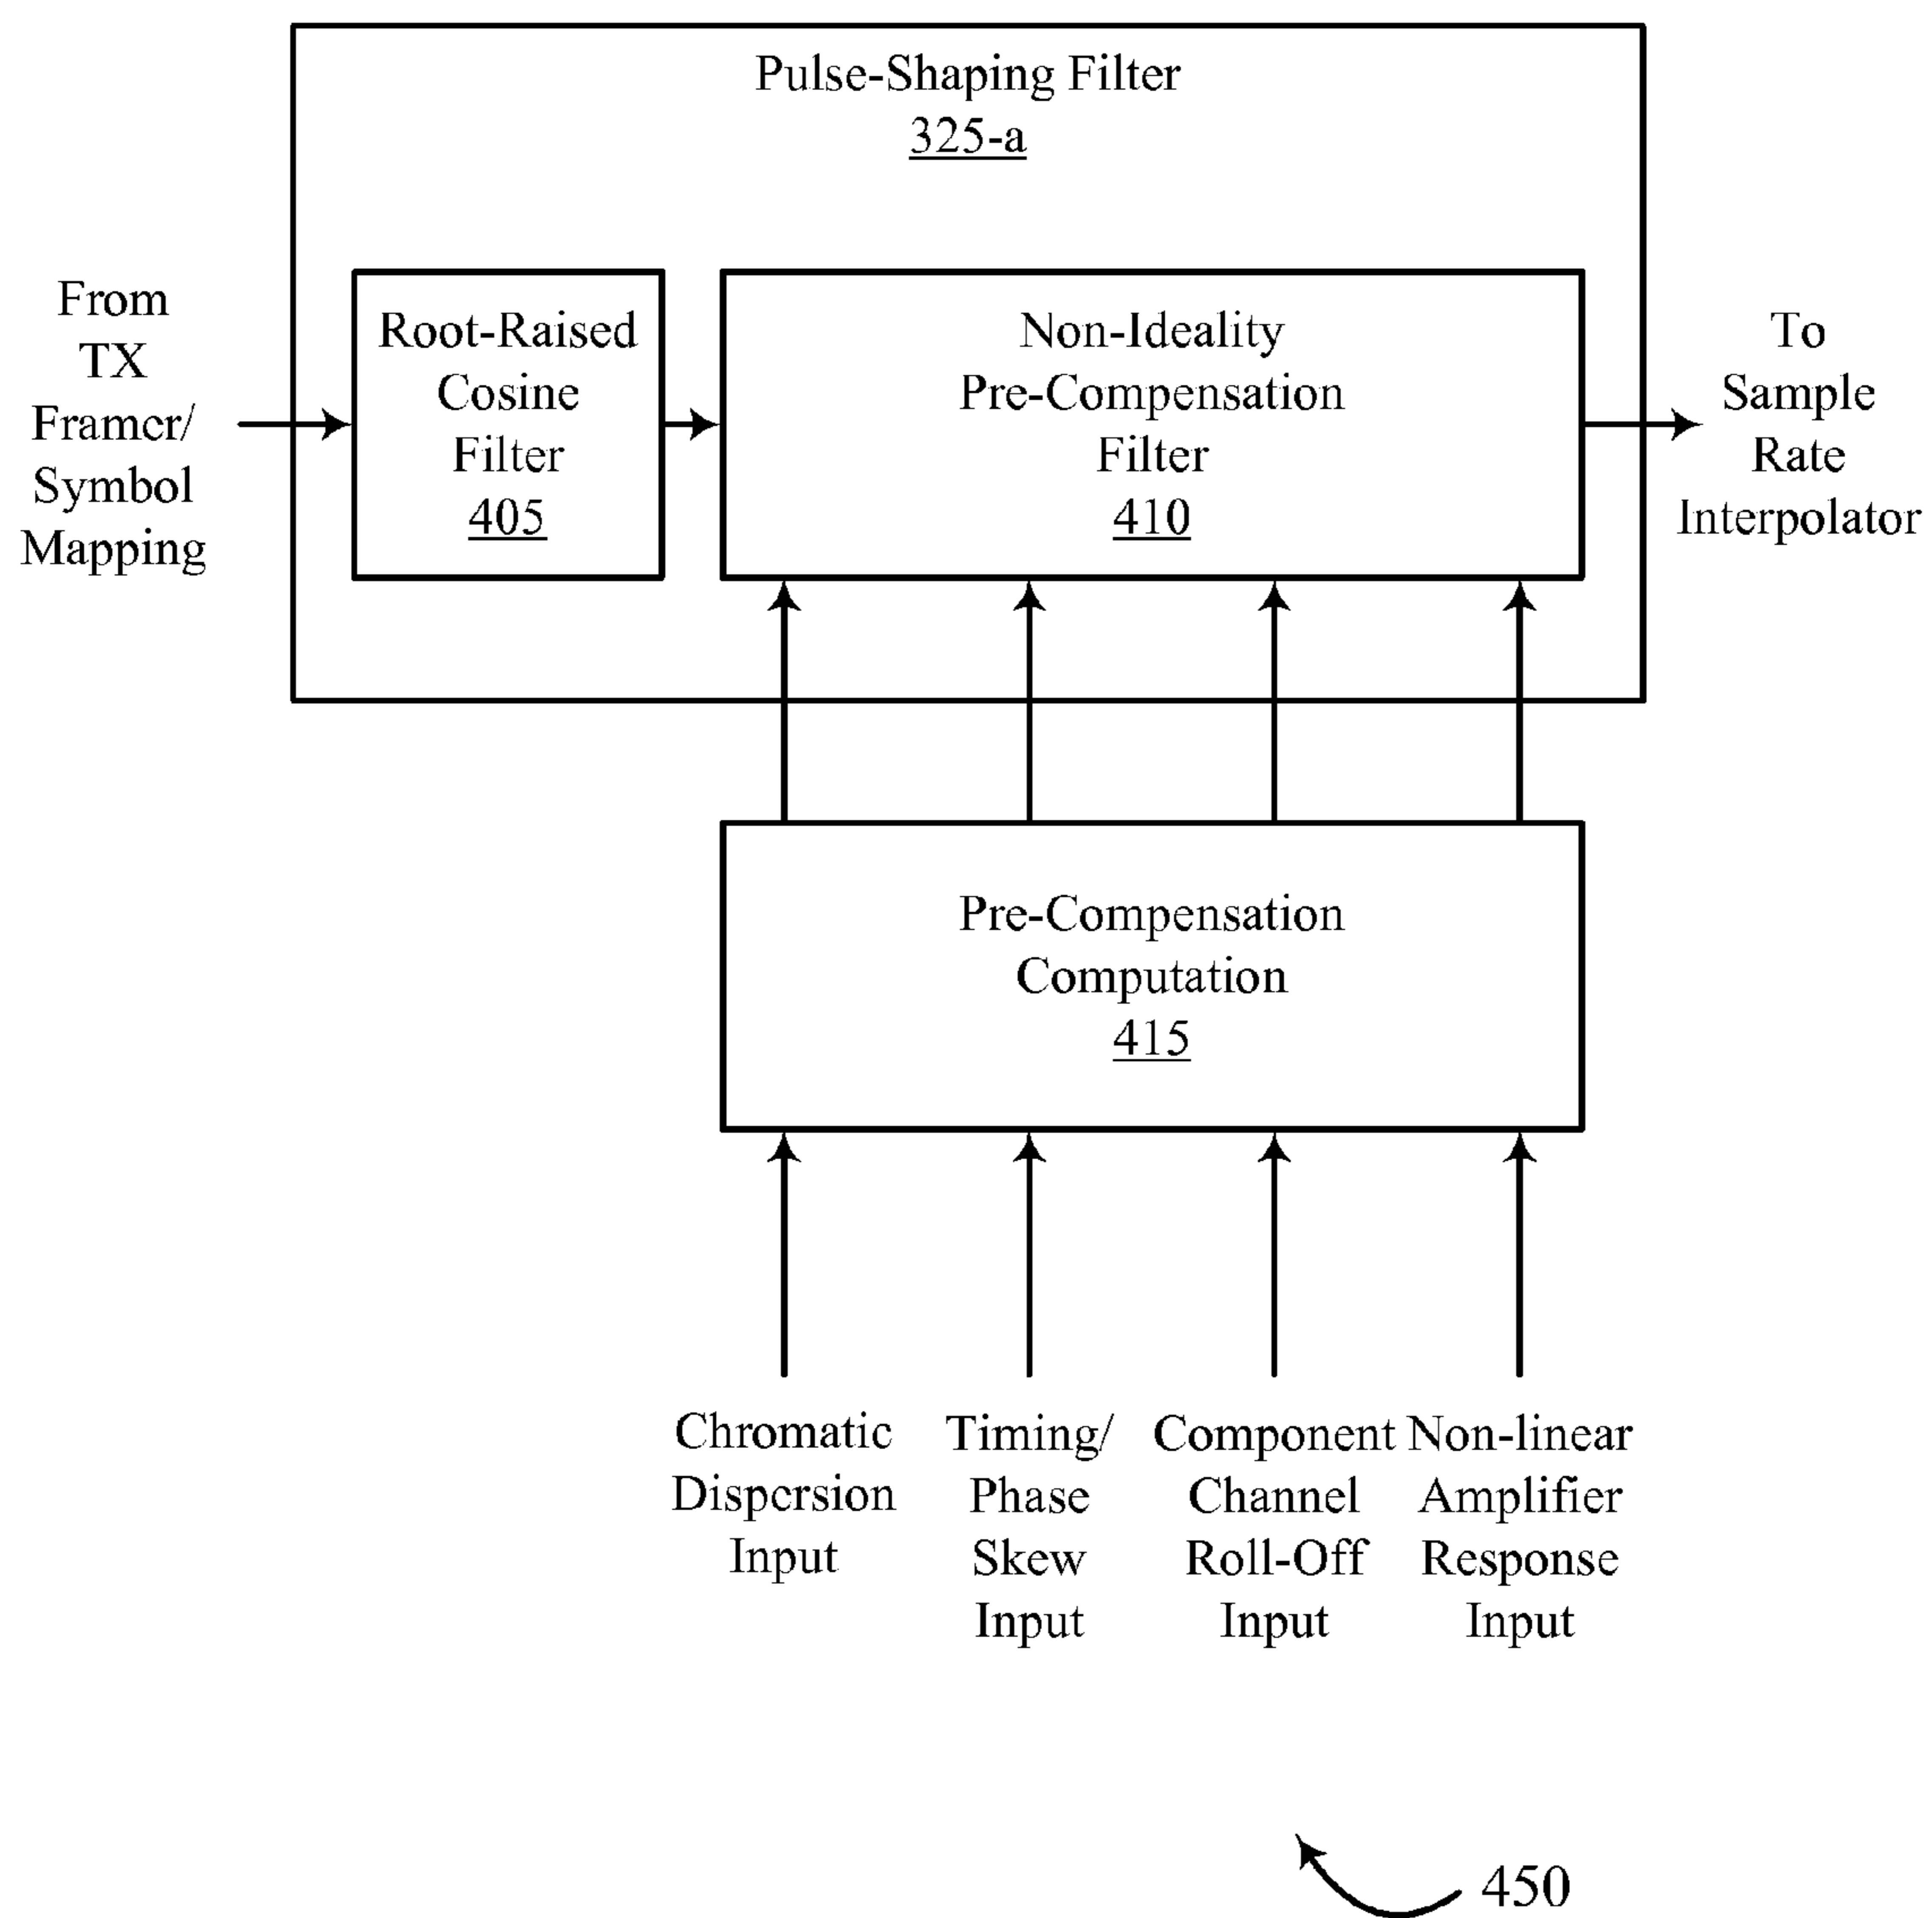 Pulse-Shaping Filter
325-a
From
TX
Framcr/
Symbol
Mapping
Root-Raised
Cosine
Filter
405
Non-Ideality
Pre-Compensation
Filter
410
To
Sample
Rate
Interpolator
Pre-Compensation
Computation
415
Chromatic
Dispcrsion
Input
Timing/
Phase
Skew
Input
Component
Channel
Roll-Off
Input
Non-linear
Amplifier
Response
Input
450